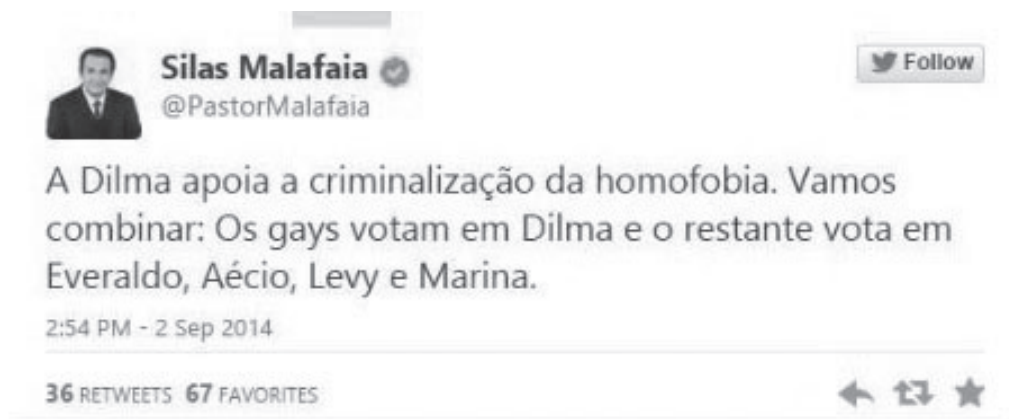 Silas Malafaia
Follow
@PastorMalafaia
A Dilma apoia a criminalização da homofobia. Vamos
combinar: Os gays votam em Dilma e o restante vota em
Everaldo, Aécio, Levy e Marina.
2:54 PM - 2 Sep 2014
36 RETWEETS 67 FAVORITES